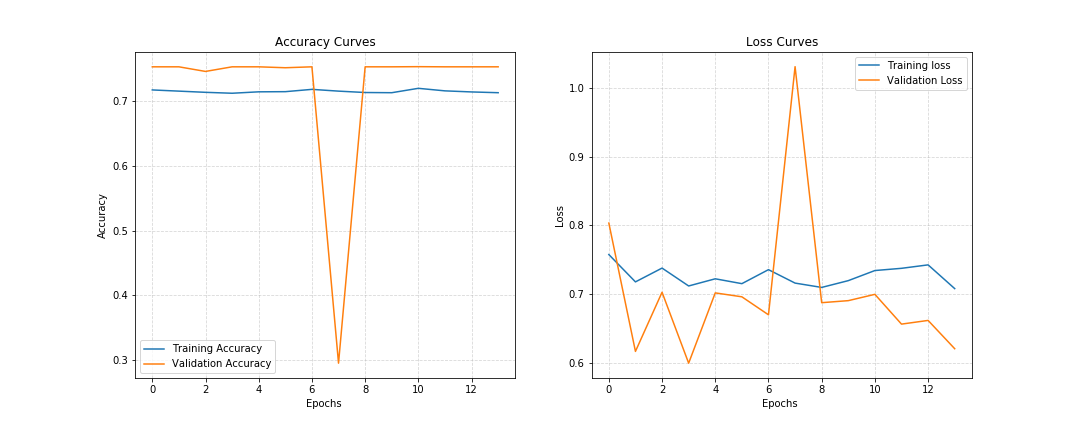 Accuracy Curves
0.7
0.6
0.5
0.4
0.3
Accuracy
Training Accuracy
Validation Accuracy
0 2 4 6 8 10 12
Epochs
Loss Curves
Training loss
Validation Loss
1.0
0.9
0.8
0.7
0.6
Loss
0 2 4 6 8 10 12
Epochs